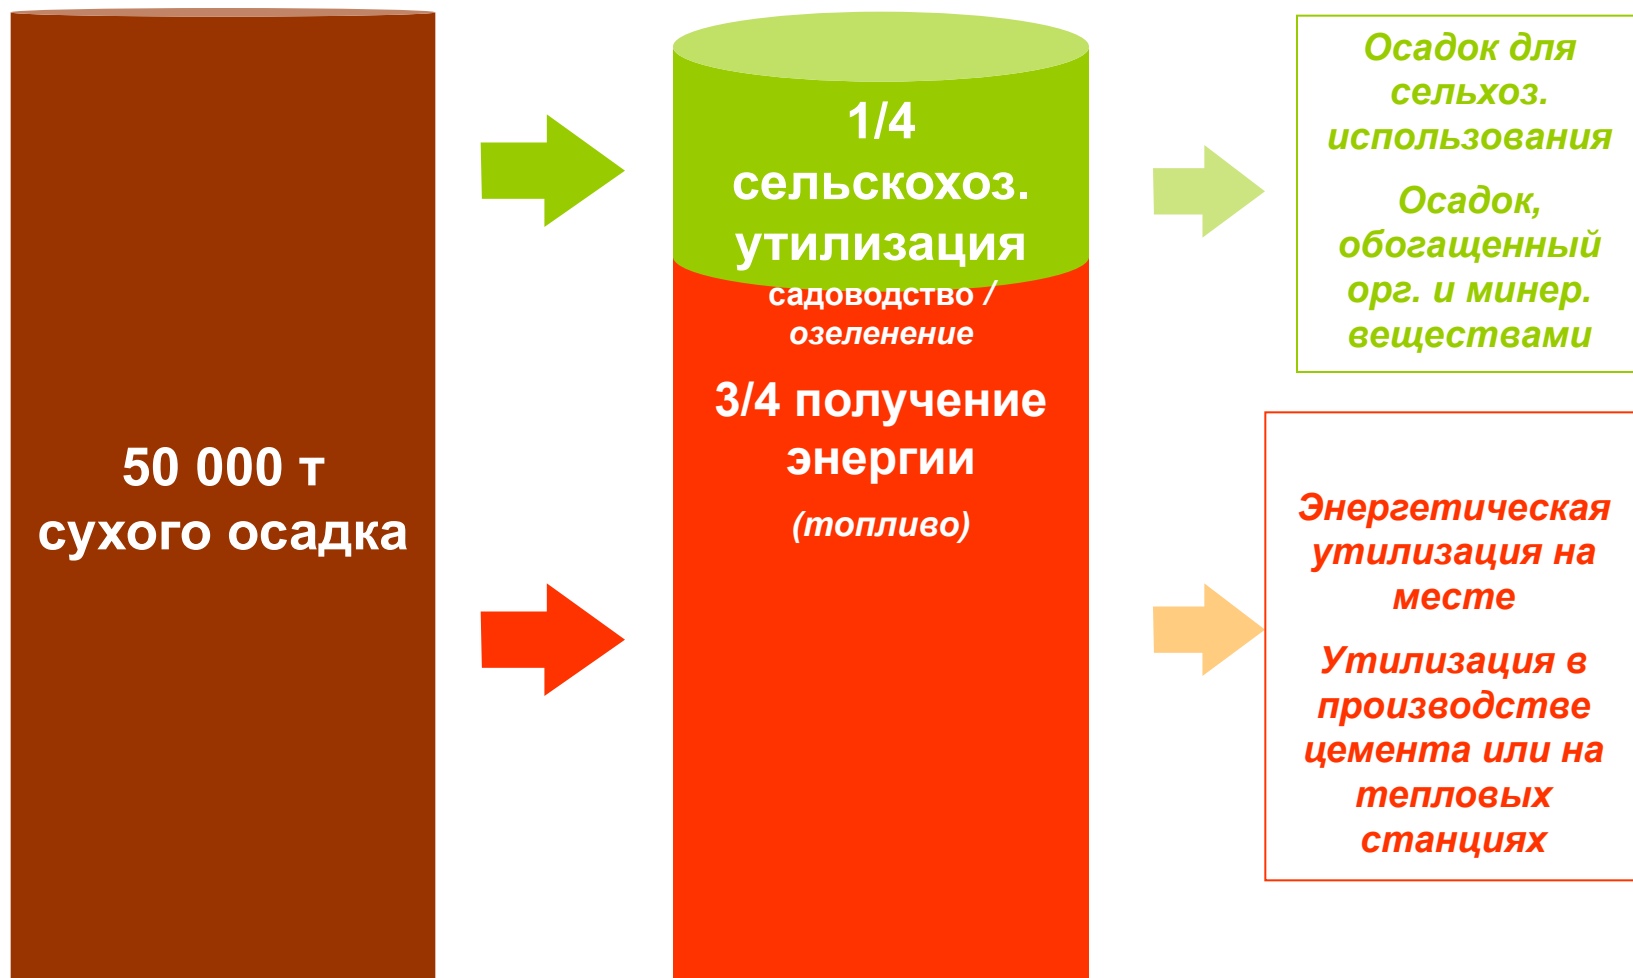 50 000 т
сухого осадка
1/4
сельскохоз.
утилизация
садоводство /
озеленение
3/4 получение
энергии
(топливо)
Осадок для
сельхоз.
использования
Осадок,
обогащенный
орг. и минер.
веществами
Энергетическая
утилизация на
месте
Утилизация в
производстве
цемента или на
тепловых
станциях